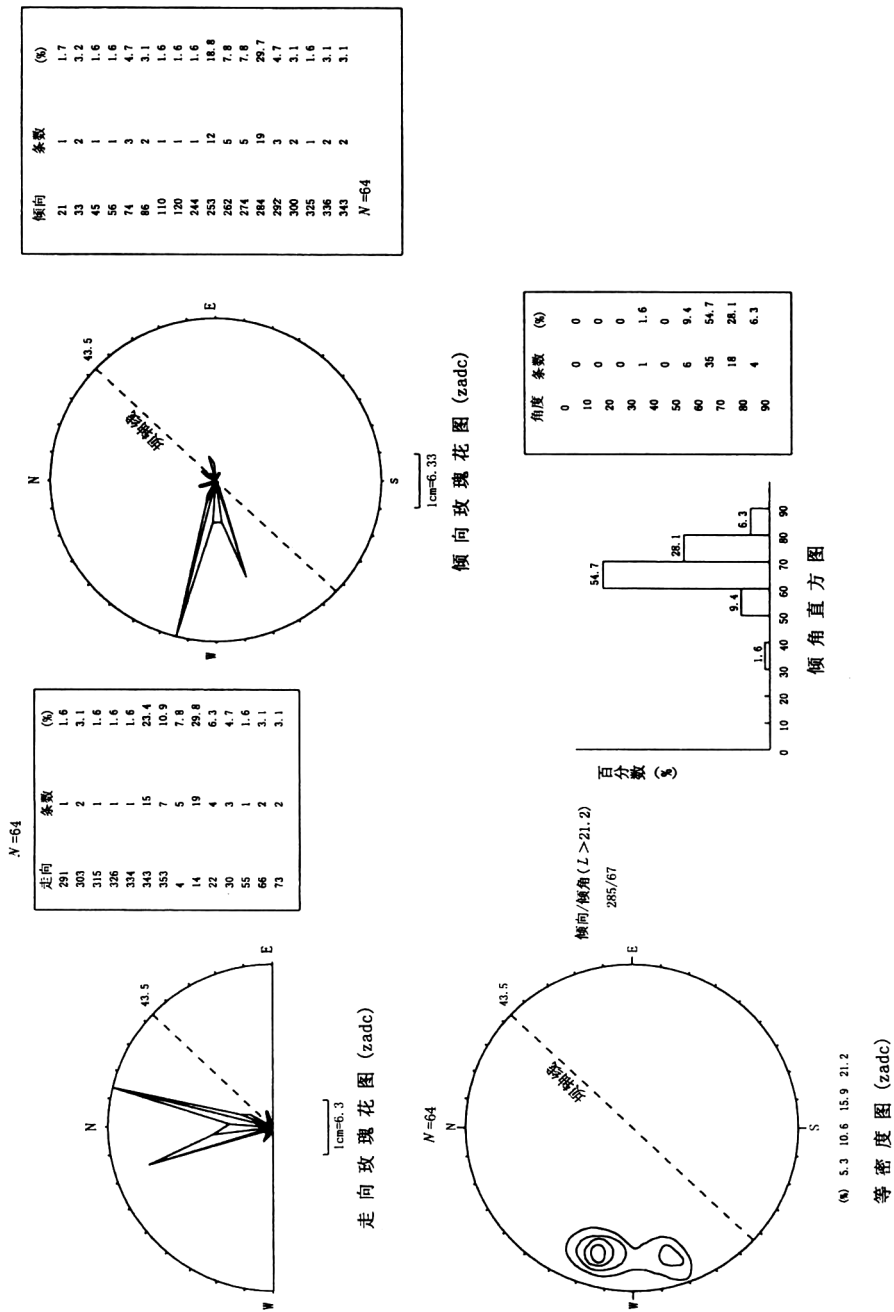 N=64
走向 条数 (%)
291 1 1.6
303 2 3.1
315 1 1.6
326 1 1.6
334 1 1.6
343 15 23.4
353 7 10.9
4 5 7.8
14 19 29.8
22 4 6.3
30 3 4.7
55 1 1.6
66 2 3.1
73 2 3.1
W
N
E
43.5
1cm=6.3
走向玫瑰花图 (zadc)
倾向 条数 (%)
21 1 1.7
33 2 3.2
45 1 1.6
56 1 1.6
74 3 4.7
86 2 3.1
110 1 1.6
120 1 1.6
244 1 1.6
253 12 18.8
262 5 7.8
274 5 7.8
284 19 29.7
292 3 4.7
300 2 3.1
325 1 1.6
336 2 3.1
343 2 3.1
N=64
N
E
S
W
43.5
坝轴线
1cm=6.33
倾向玫瑰花图 (zadc)
N=64
N
E
S
W
43.5
坝轴线
倾向/倾角(L>21.2)
285/67
(%) 5.3 10.6 15.9 21.2
等密度图 (zadc)
百分数 (%)
1.6
9.4
54.7
28.1
6.3
0 10 20 30 40 50 60 70 80 90
倾角直方图
角度 条数 (%)
0
0 0
10
0 0
20
0 0
30
1 1.6
40
0 0
50
6 9.4
60
35 54.7
70
18 28.1
80
4 6.3
90